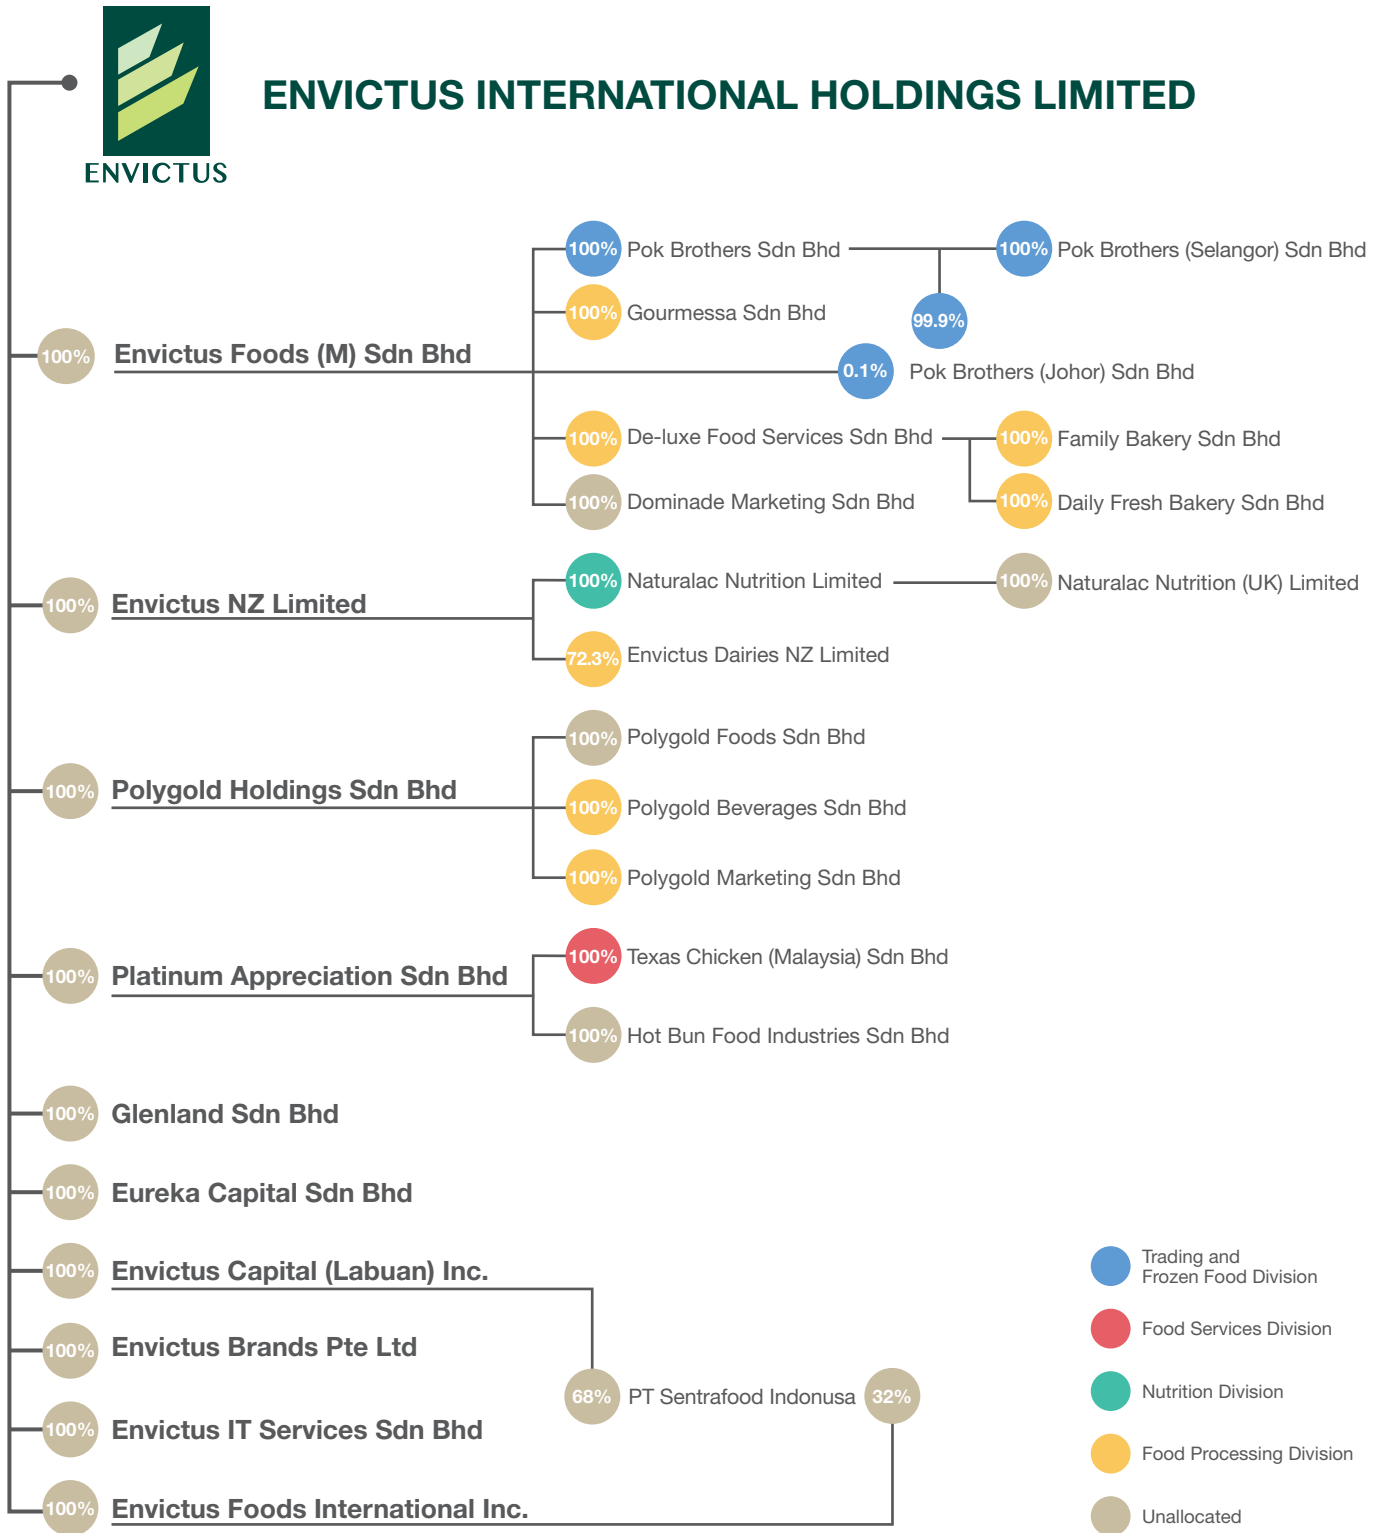 ENVICTUS
ENVICTUS INTERNATIONAL HOLDINGS LIMITED
100% Pok Brothers Sdn Bhd
100% Pok Brothers (Selangor) Sdn Bhd
100% Gourmessa Sdn Bhd
99.9%
100% Envictus Foods (M) Sdn Bhd
0.1% Pok Brothers (Johor) Sdn Bhd
100% De-luxe Food Services Sdn Bhd
100% Family Bakery Sdn Bhd
100% Dominade Marketing Sdn Bhd
100% Daily Fresh Bakery Sdn Bhd
100% Envictus NZ Limited
100% Naturalac Nutrition Limited
100% Naturalac Nutrition (UK) Limited
72.3% Envictus Dairies NZ Limited
100% Polygold Holdings Sdn Bhd
100% Polygold Foods Sdn Bhd
100% Polygold Beverages Sdn Bhd
100% Polygold Marketing Sdn Bhd
100% Platinum Appreciation Sdn Bhd
100% Texas Chicken (Malaysia) Sdn Bhd
100% Hot Bun Food Industries Sdn Bhd
100% Glenland Sdn Bhd
100% Eureka Capital Sdn Bhd
100% Envictus Capital (Labuan) Inc.
100% Envictus Brands Pte Ltd
68% PT Sentrafood Indonusa 32%
100% Envictus IT Services Sdn Bhd
100% Envictus Foods International Inc.
Trading and
Frozen Food Division
Food Services Division
Nutrition Division
Food Processing Division
Unallocated